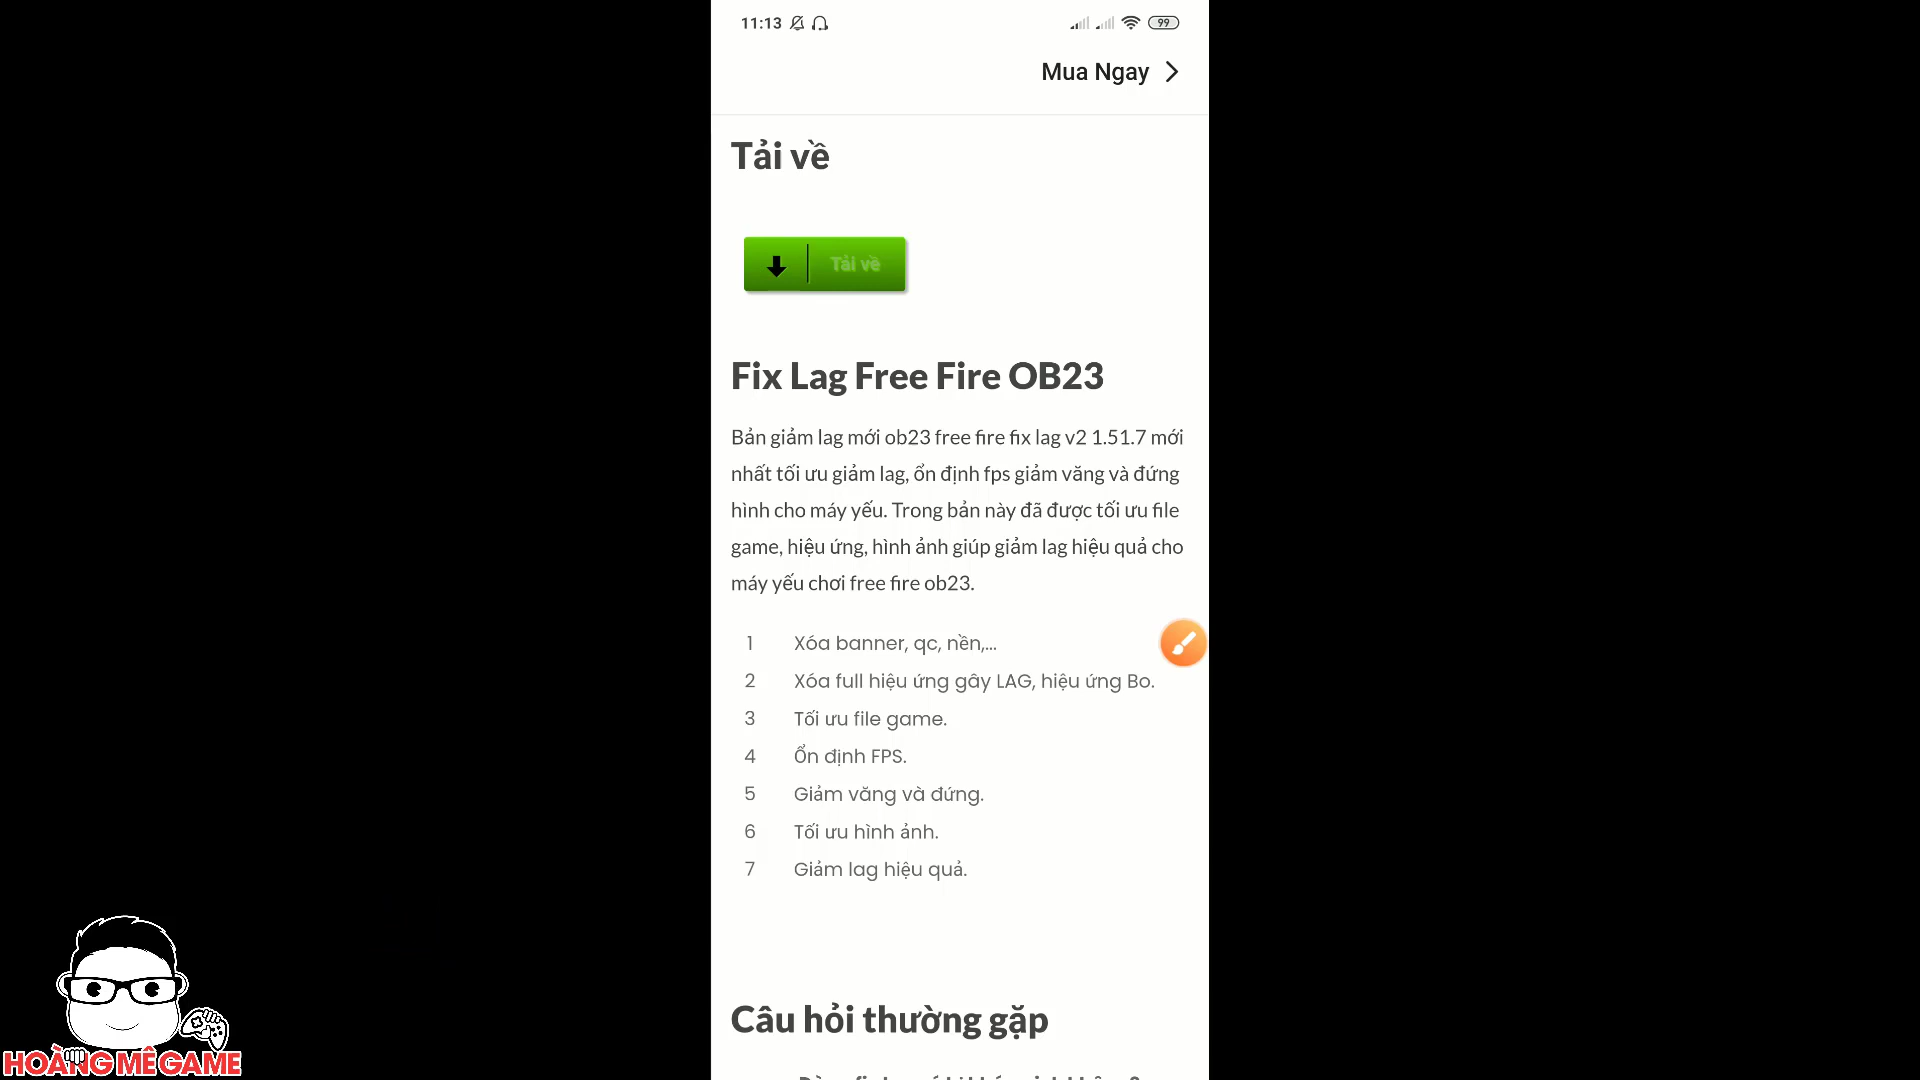 11:13
99
Mua Ngay
Tải về
Tải về
Fix Lag Free Fire OB23
Bản giảm lag mới ob23 free fire fix lag v2 1.51.7 mới
nhất tối ưu giảm lag, ổn định fps giảm văng và đứng
hình cho máy yếu. Trong bản này đã được tối ưu file
game, hiệu ứng, hình ảnh giúp giảm lag hiệu quả cho
máy yếu chơi free fire ob23.
1 Xóa banner, qc, nền,...
2 Xóa full hiệu ứng gây LAG, hiệu ứng Bo.
3 Tối ưu file game.
4 Ổn định FPS.
5 Giảm văng và đứng.
6 Tối ưu hình ảnh.
7 Giảm lag hiệu quả.
Câu hỏi thường gặp
HOÀNG MÊ GAME